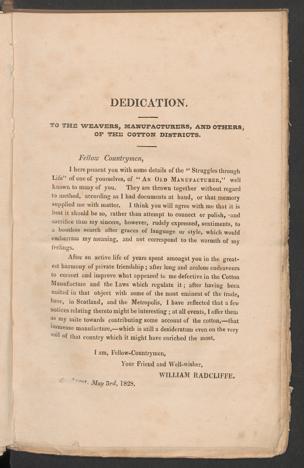 DEDICATION.
TO THE WEAVERS, MANUFACTURERS, AND OTHERS,
OF THE COTTON DISTRICTS.
Fellow Countrymen,
I here present you with some details of the "Struggles through
Life" of one of yourselves, of "AN OLD MANUFACTURER," well
known to many of you. They are thrown together without regard
to method, according as I had documents at hand, or that memory
supplied me with matter. I think you will agree with me that it is
best it should be so, rather than attempt to connect or polish, and
sacrifice thus my sincere, however, rudely expressed, sentiments, to
a bootless search after graces of language or style, which would
embarrass my meaning, and not correspond to the warmth of my
feelings.
After an active life of years spent amongst you in the great-
est harmony of private friendship; after long and zealous endeavours
to correct and improve what appeared to me defective in the Cotton
Manufacture and the Laws which regulate it; after having been
united in that object with some of the most eminent of the trade,
here, in Scotland, and the Metropolis, I have reflected that a few
notices relating thereto might be interesting; at all events, I offer them
as my mite towards contributing some account of the cotton,—that
immense manufacture,—which is still a desideratum even on the very
soil of that country which it might have enriched the most.
I am, Fellow-Countrymen,
Your Friend and Well-wisher,
WILLIAM RADCLIFFE.
May 3rd, 1828.